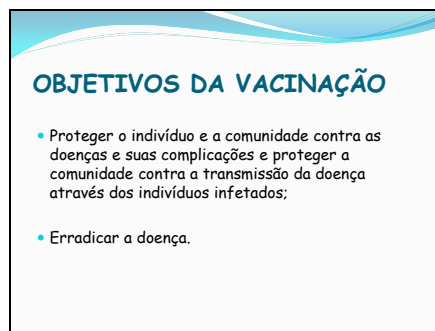 OBJETIVOS DA VACINAÇÃO
• Proteger o indivíduo e a comunidade contra as
doenças e suas complicações e proteger a
comunidade contra a transmissão da doença
através dos indivíduos infetados;
• Erradicar a doença.